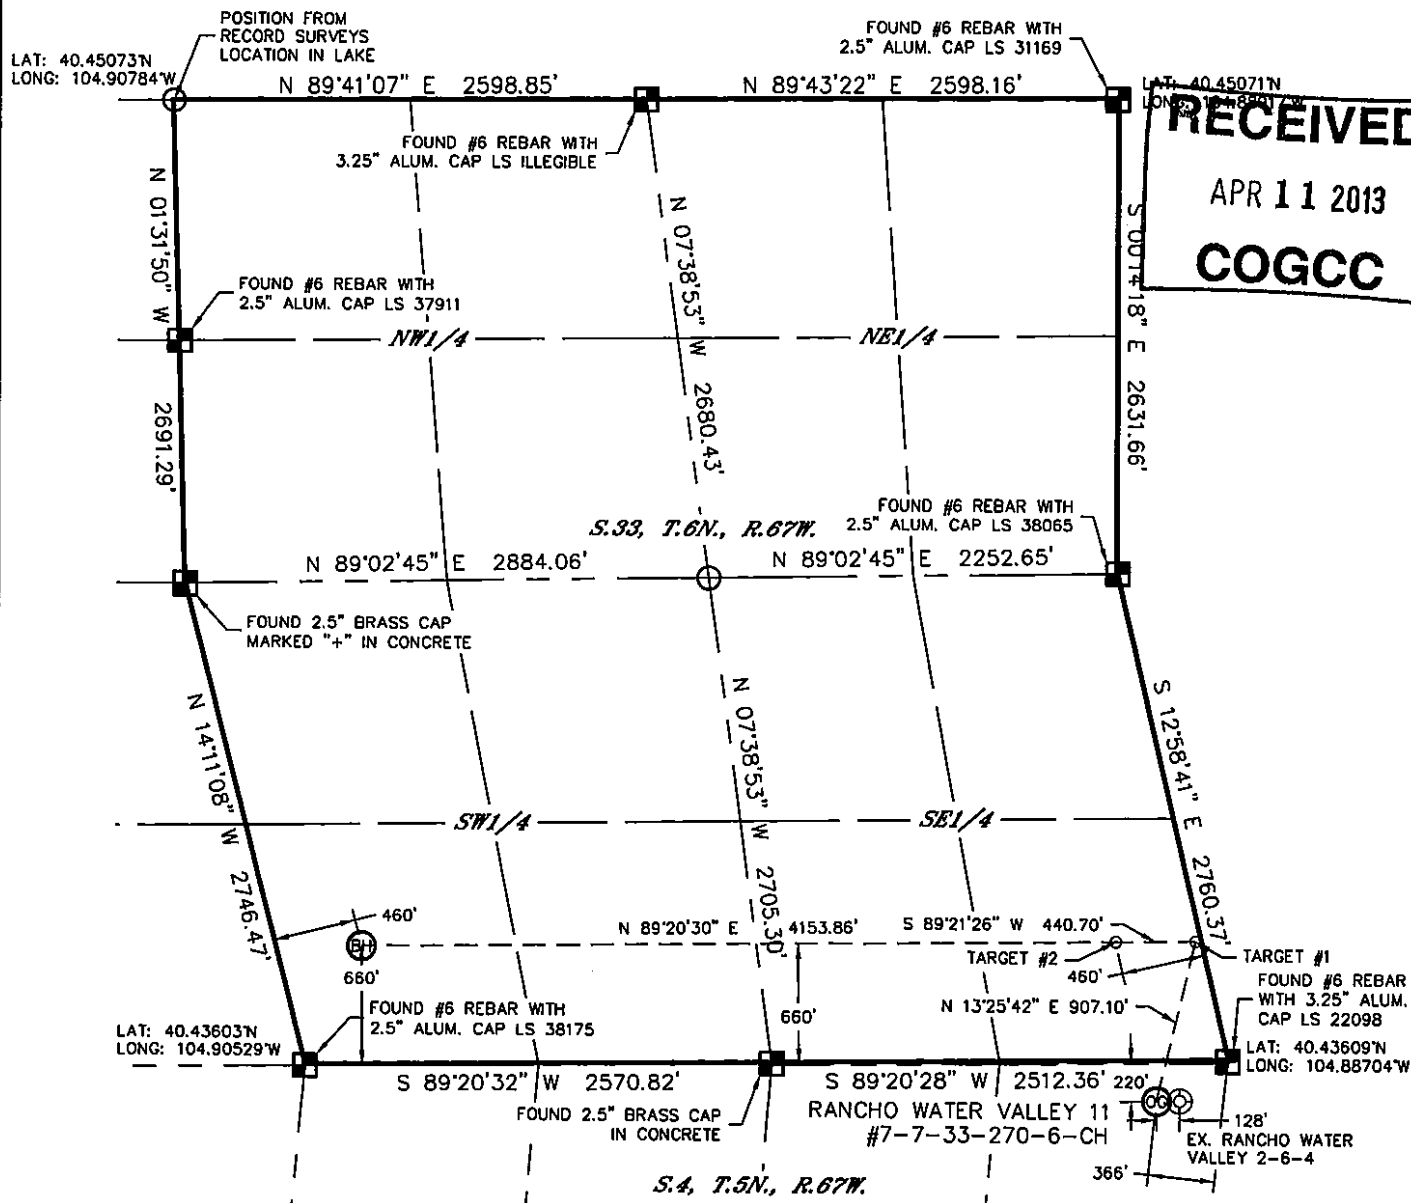 POSITION FROM
RECORD SURVEYS
LOCATION IN LAKE
LAT: 40.45073'N
LONG: 104.90784'W
N 89°41'07" E 2598.85'
FOUND #6 REBAR WITH
2.5" ALUM. CAP LS 31169
N 89°43'22" E 2598.16'
LAT: 40.45071'N
LONG:
RECEIVED
APR 11 2013
COGCC
FOUND #6 REBAR WITH
3.25" ALUM. CAP LS ILLEGIBLE
N 01°31'50" W 2691.29'
FOUND #6 REBAR WITH
2.5" ALUM. CAP LS 37911
N 07°38'53" W 2680.43'
S 00°14'18" E 2631.66'
NW1/4
NE1/4
S.33, T.6N., R.67W.
FOUND #6 REBAR WITH
2.5" ALUM. CAP LS 38065
N 89°02'45" E 2884.06'
N 89°02'45" E 2252.65'
FOUND 2.5" BRASS CAP
MARKED "+" IN CONCRETE
N 14°11'08" W 2746.47'
N 07°38'53" W 2705.30'
S 12°58'41" E 2760.37'
SW1/4
SE1/4
460'
BH
660'
N 89°20'30" E 4153.86'
S 89°21'26" W 440.70'
TARGET #2
460'
TARGET #1
N 13°25'42" E 907.10'
660'
FOUND #6 REBAR
WITH 3.25" ALUM.
CAP LS 22098
FOUND #6 REBAR WITH
2.5" ALUM. CAP LS 38175
LAT: 40.43603'N
LONG: 104.90529'W
LAT: 40.43609'N
LONG: 104.88704'W
S 89°20'32" W 2570.82'
S 89°20'28" W 2512.36'
220'
FOUND 2.5" BRASS CAP
IN CONCRETE
RANCHO WATER VALLEY 11
#7-7-33-270-6-CH
OG
128'
EX. RANCHO WATER
VALLEY 2-6-4
366'
S.4, T.5N., R.67W.